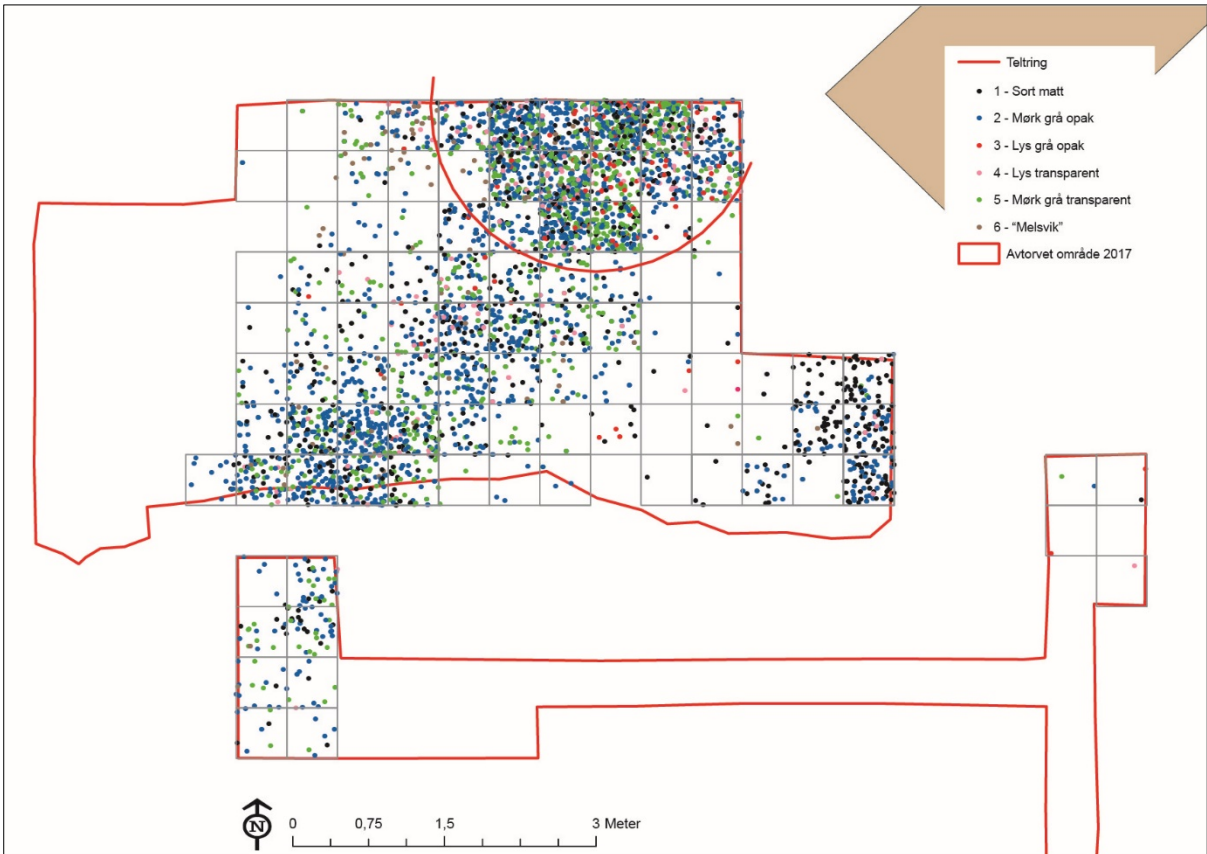 Teltring
1 - Sort matt
2 - Mørk grå opak
3 - Lys grå opak
4 - Lys transparent
5 - Mørk grå transparent
6 - “Melsvik”
Avtorvet område 2017
N
0 0,75 1,5 3 Meter